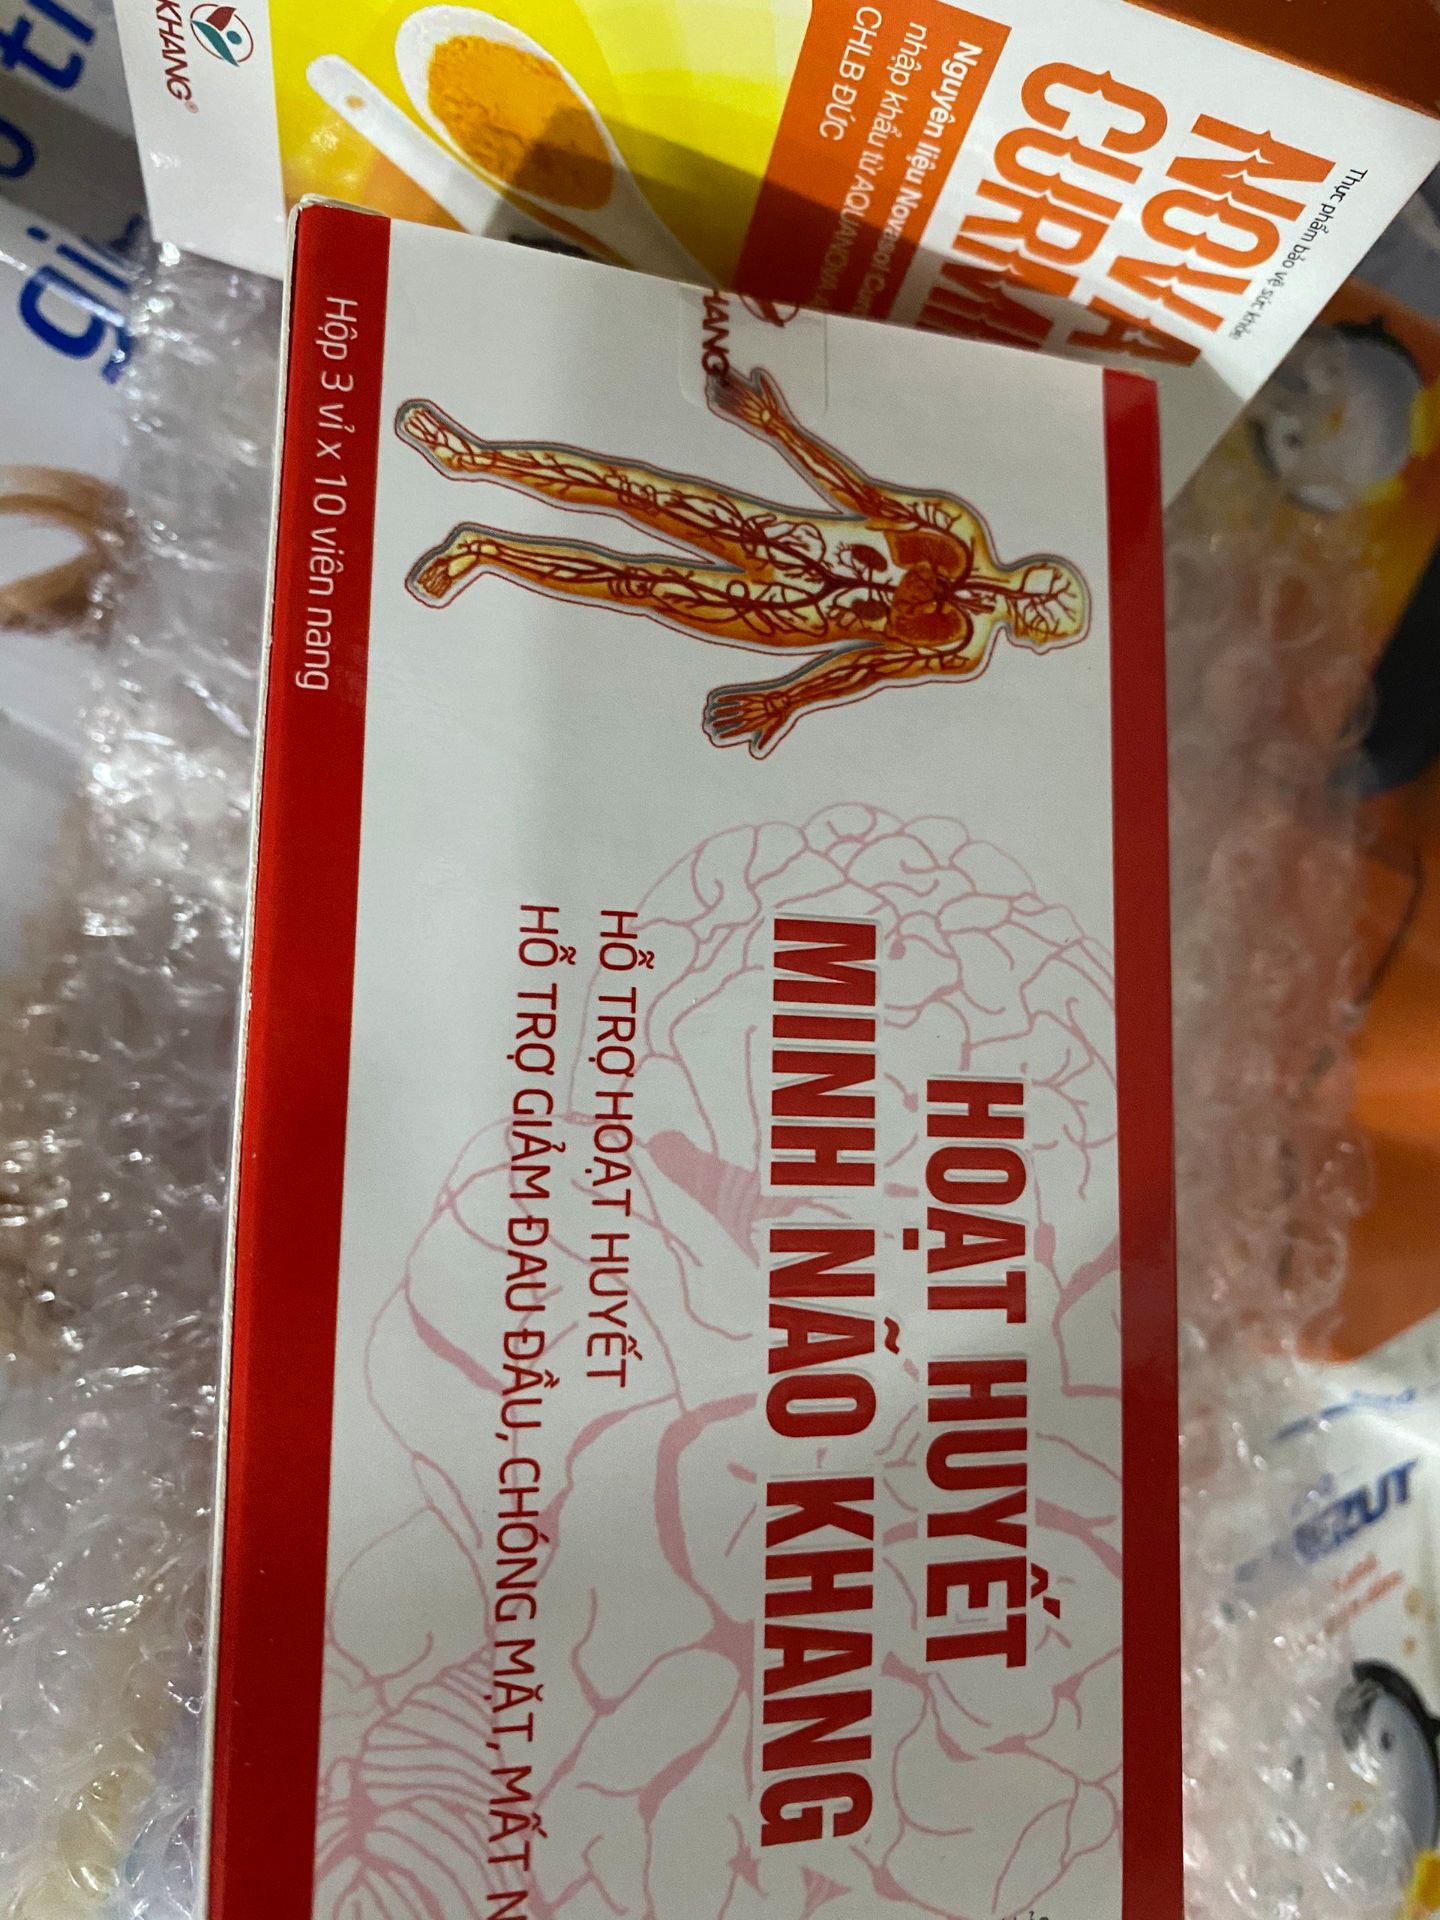 Thực phẩm bảo vệ sức khỏe
NOVA
Nguyên liệu Novasol
nhập khẩu từ AQUANOVA
CHLB ĐỨC
KHANG®
HOẠT HUYẾT
MINH NÃO KHANG
HỖ TRỢ HOẠT HUYẾT
HỖ TRỢ GIẢM ĐAU ĐẦU, CHÓNG MẶT, MẤT
Hộp 3 vỉ x 10 viên nang